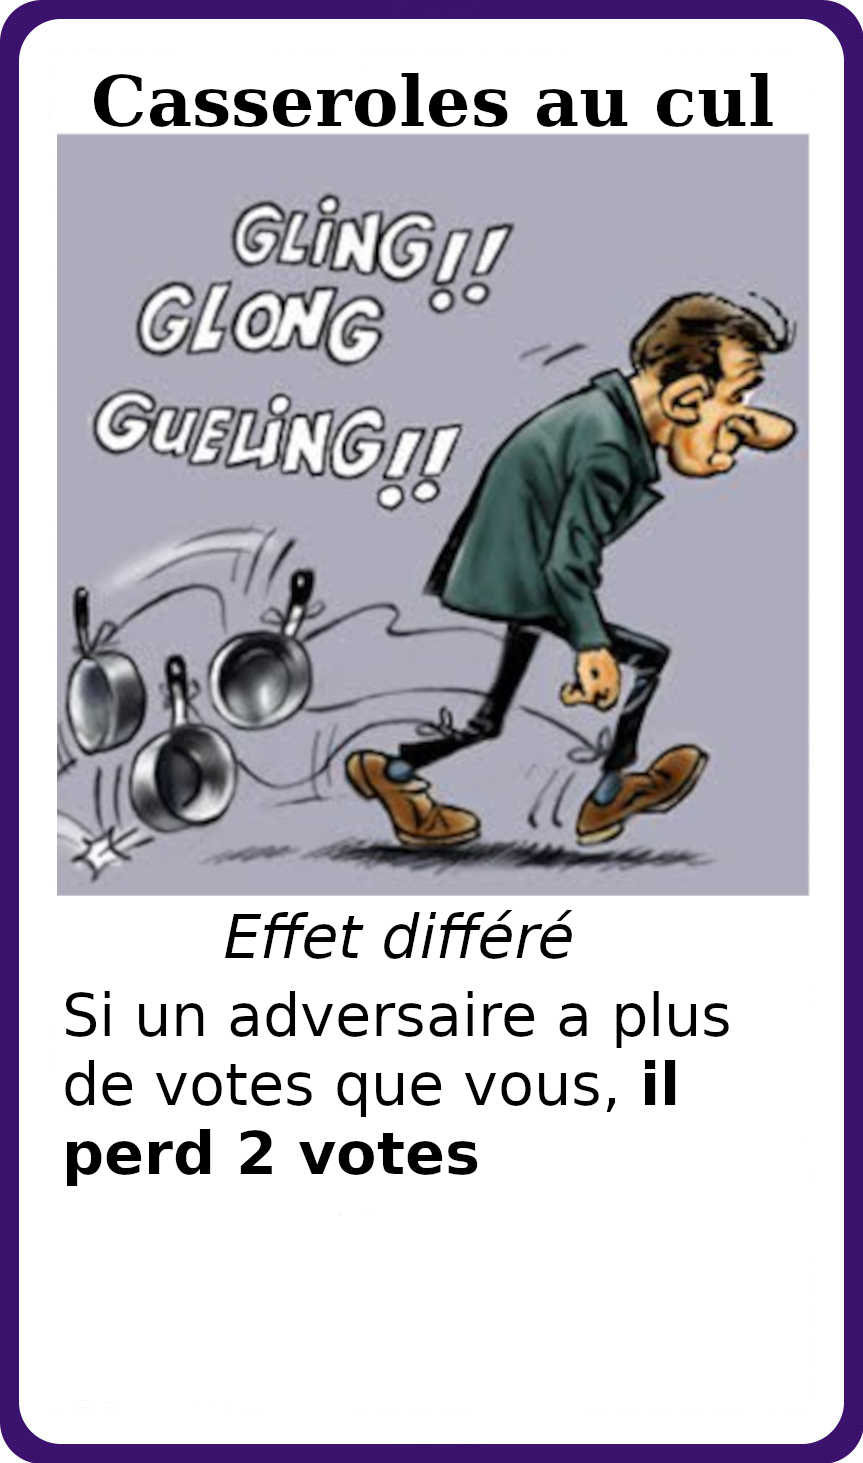 Casseroles au cul
GLiNG!!
GLONG
GUELiNG!!
Effet différé
Si un adversaire a plus
de votes que vous, il
perd 2 votes